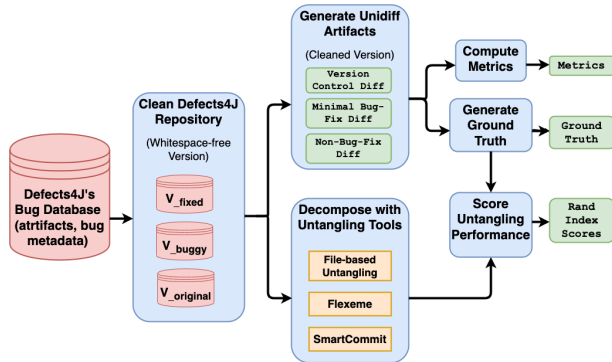 Defects4J's
Bug Database
(atrtifacts, bug
metadata)
Clean Defects4J
Repository
(Whitespace-free
Version)
V_fixed
V_buggy
V_original
Generate Unidiff
Artifacts
(Cleaned Version)
Version
Control Diff
Minimal Bug-
Fix Diff
Non-Bug-Fix
Diff
Decompose with
Untangling Tools
File-based
Untangling
Flexeme
SmartCommit
Compute
Metrics
Metrics
Generate
Ground
Truth
Ground
Truth
Score
Untangling
Performance
Rand
Index
Scores